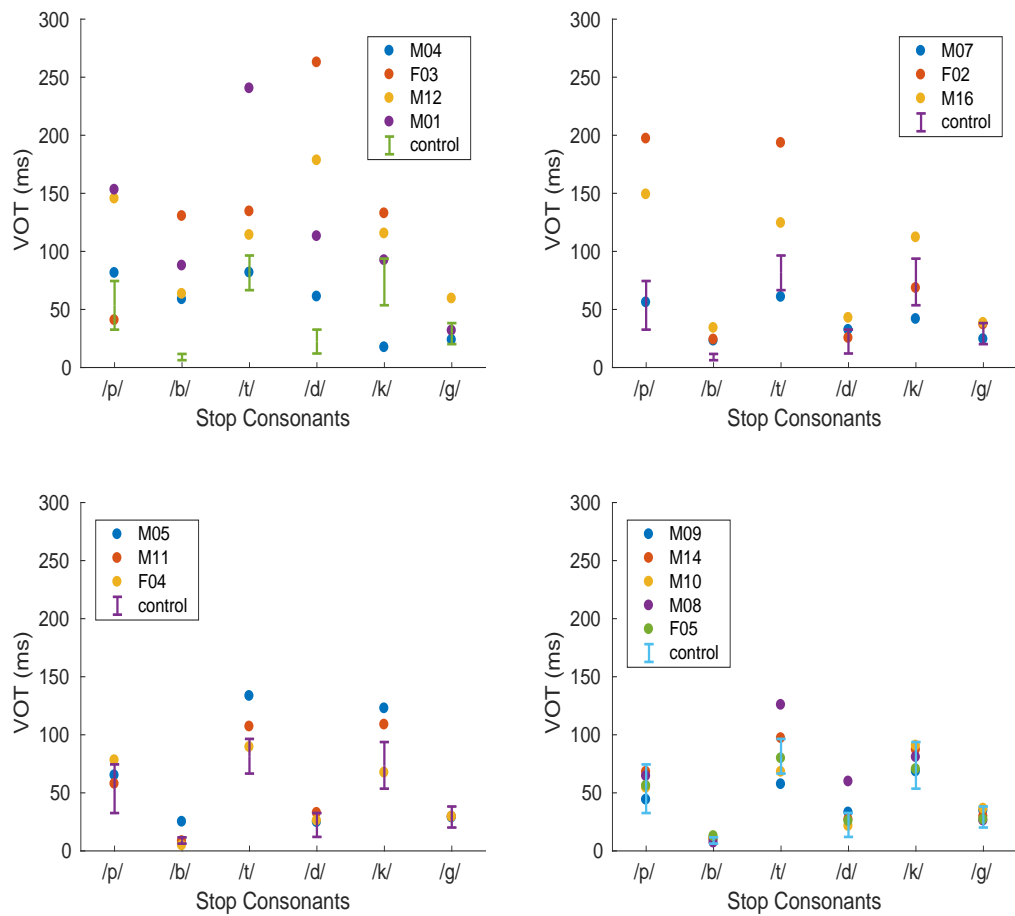 300
250
200
150
100
50
0
VOT (ms)
M04
F03
M12
M01
control
/p/ /b/ /t/ /d/ /k/ /g/
Stop Consonants
300
250
200
150
100
50
0
VOT (ms)
M07
F02
M16
control
/p/ /b/ /t/ /d/ /k/ /g/
Stop Consonants
300
250
200
150
100
50
0
VOT (ms)
M05
M11
F04
control
/p/ /b/ /t/ /d/ /k/ /g/
Stop Consonants
300
250
200
150
100
50
0
VOT (ms)
M09
M14
M10
M08
F05
control
/p/ /b/ /t/ /d/ /k/ /g/
Stop Consonants